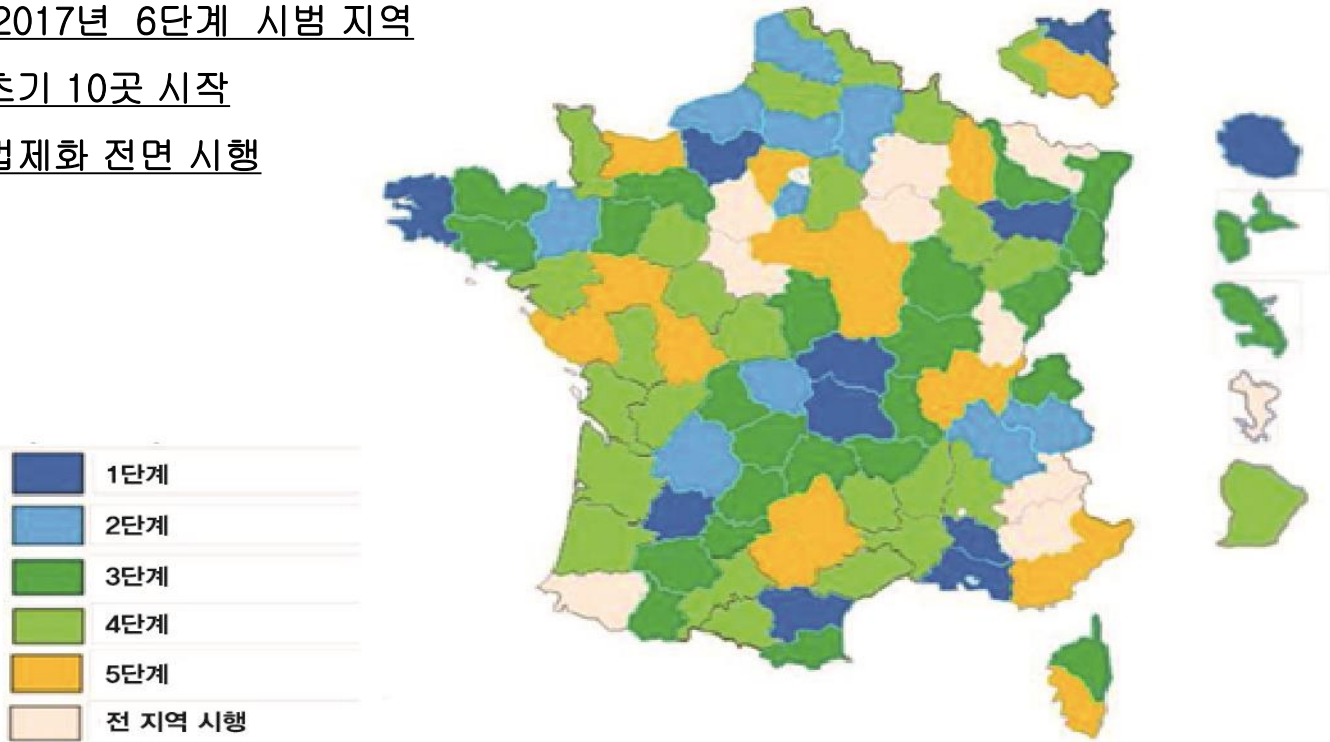 2017년 6단계 시범 지역
초기 10곳 시작
법제화 전면 시행
1단계
2단계
3단계
4단계
5단계
전 지역 시행